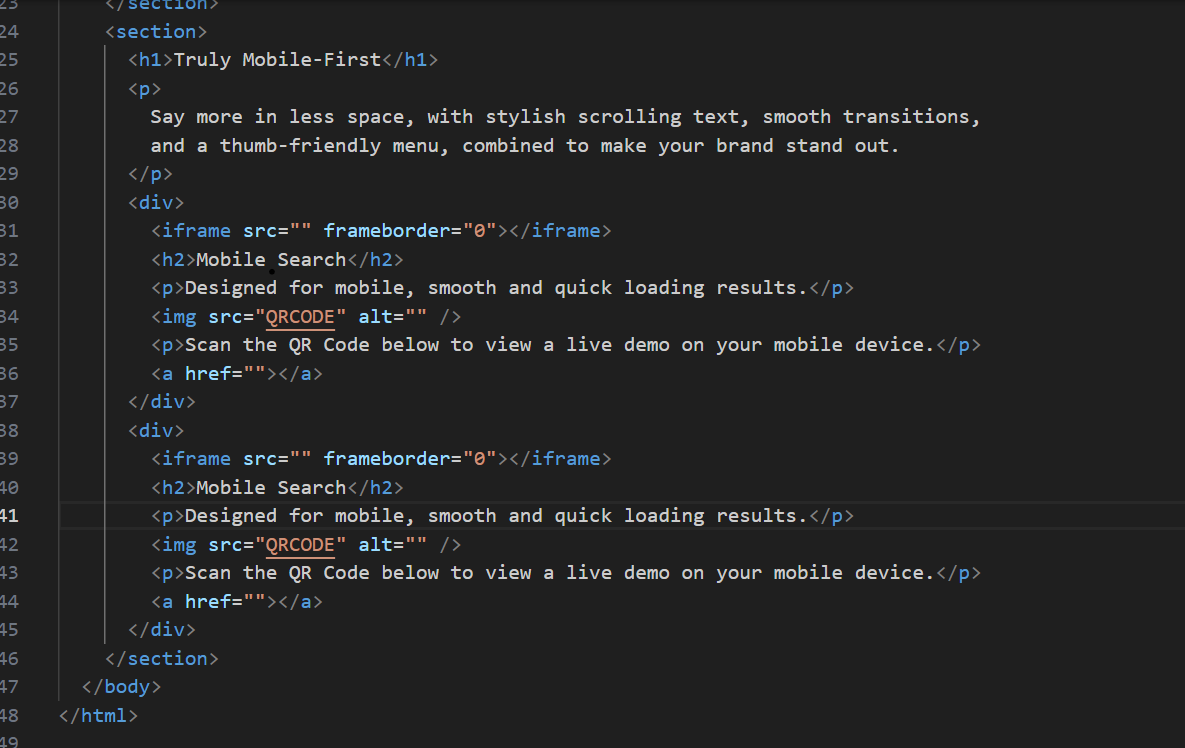 23 </section>
24 <section>
25 <h1>Truly Mobile-First</h1>
26 <p>
27 Say more in less space, with stylish scrolling text, smooth transitions,
28 and a thumb-friendly menu, combined to make your brand stand out.
29 </p>
30 <div>
31 <iframe src="" frameborder="0"></iframe>
32 <h2>Mobile Search</h2>
33 <p>Designed for mobile, smooth and quick loading results.</p>
34 <img src="QRCODE" alt="" />
35 <p>Scan the QR Code below to view a live demo on your mobile device.</p>
36 <a href=""></a>
37 </div>
38 <div>
39 <iframe src="" frameborder="0"></iframe>
40 <h2>Mobile Search</h2>
41 <p>Designed for mobile, smooth and quick loading results.</p>
42 <img src="QRCODE" alt="" />
43 <p>Scan the QR Code below to view a live demo on your mobile device.</p>
44 <a href=""></a>
45 </div>
46 </section>
47 </body>
48 </html>
49